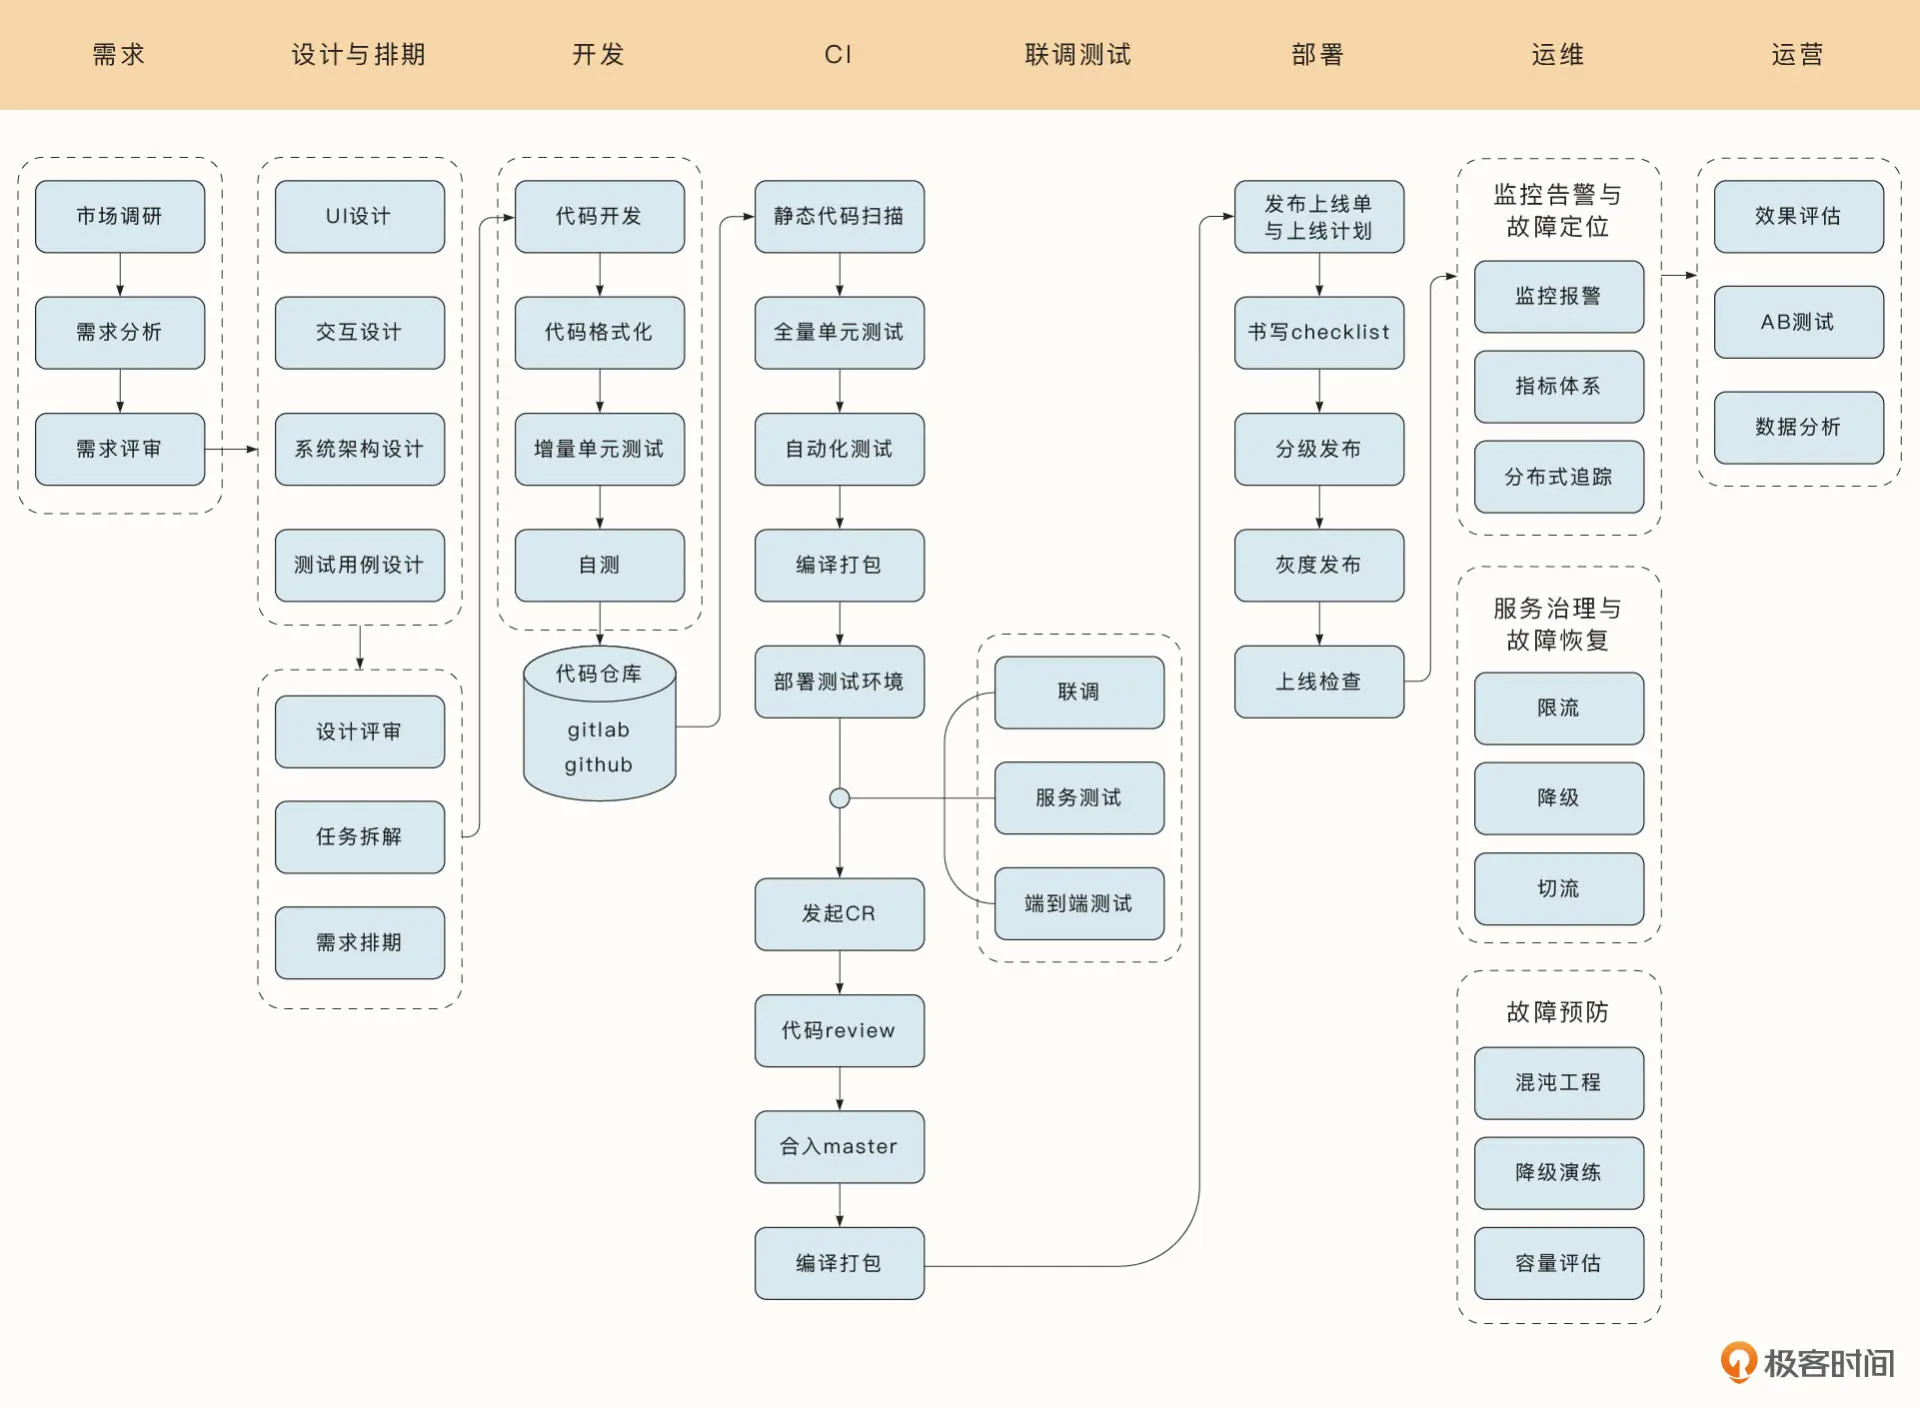 需求
设计与排期
开发
CI
联调测试
部署
运维
运营
市场调研
需求分析
需求评审
UI设计
交互设计
系统架构设计
测试用例设计
设计评审
任务拆解
需求排期
代码开发
代码格式化
增量单元测试
自测
代码仓库
gitlab
github
静态代码扫描
全量单元测试
自动化测试
编译打包
部署测试环境
发起CR
代码review
合入master
编译打包
联调
服务测试
端到端测试
发布上线单
与上线计划
书写checklist
分级发布
灰度发布
上线检查
监控告警与
故障定位
监控报警
指标体系
分布式追踪
服务治理与
故障恢复
限流
降级
切流
故障预防
混沌工程
降级演练
容量评估
效果评估
AB测试
数据分析
极客时间